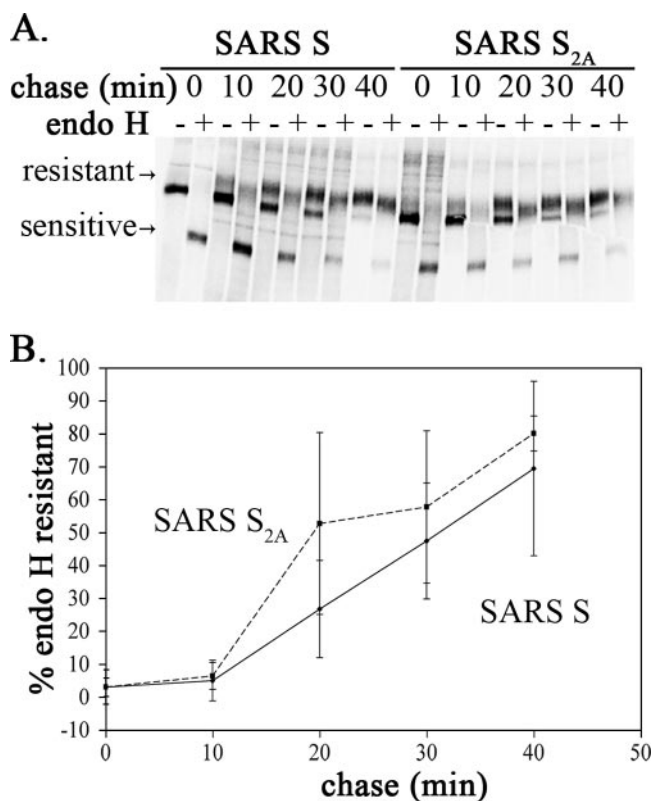 A.
SARS S SARS S2A
chase (min) 0 10 20 30 40 0 10 20 30 40
endo H - + - + - + - + - + - + - + - + - + - +
resistant→
sensitive→
B.
100
90
80
70
60
50
40
30
20
10
0
-10
% endo H resistant
SARS S2A
SARS S
0 10 20 30 40 50
chase (min)